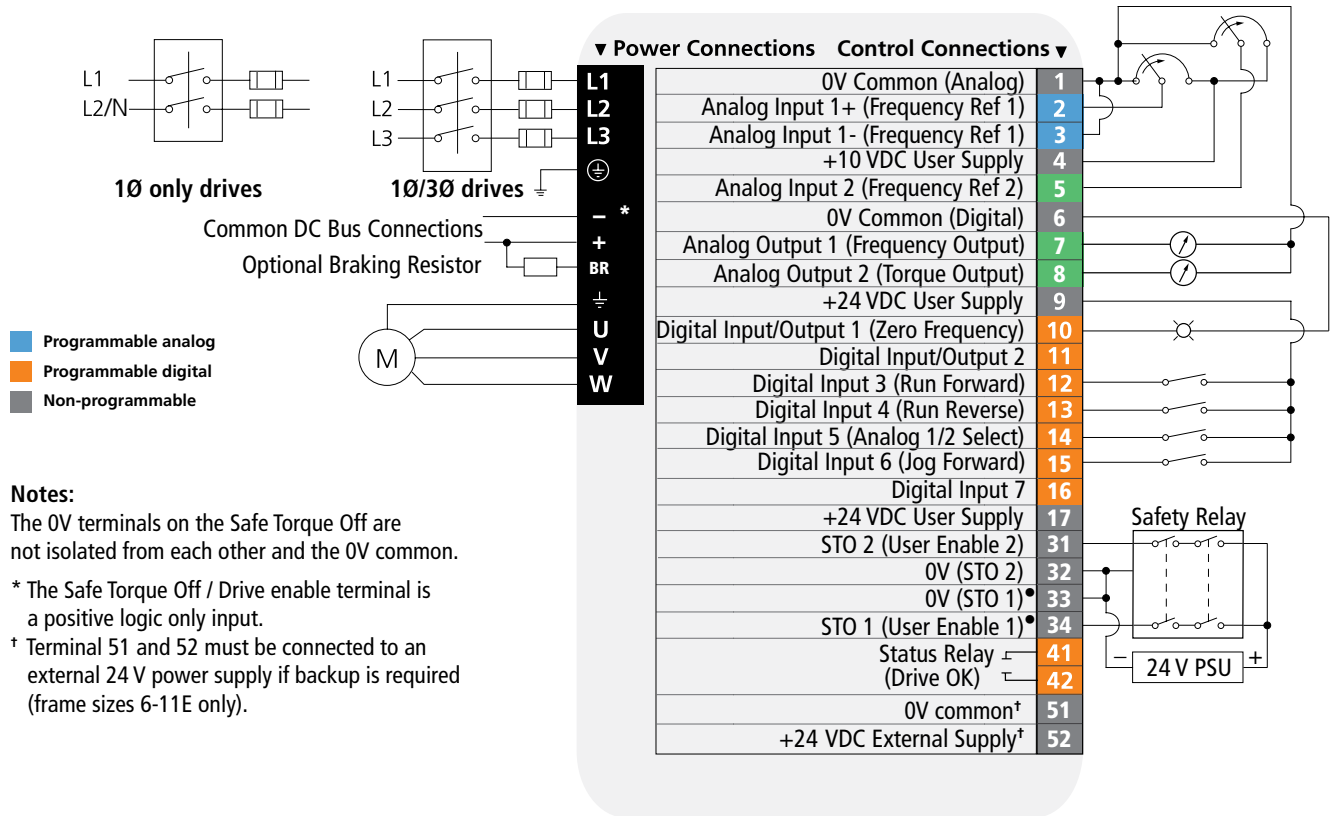 ▼ Power Connections
Control Connections ▼
L1
L2/N
1Ø only drives
L1
L2
L3
1Ø/3Ø drives
Common DC Bus Connections
Optional Braking Resistor
M
L1
L2
L3
– *
+
BR
U
V
W
0V Common (Analog) 1
Analog Input 1+ (Frequency Ref 1) 2
Analog Input 1- (Frequency Ref 1) 3
+10 VDC User Supply 4
Analog Input 2 (Frequency Ref 2) 5
0V Common (Digital) 6
Analog Output 1 (Frequency Output) 7
Analog Output 2 (Torque Output) 8
+24 VDC User Supply 9
Digital Input/Output 1 (Zero Frequency) 10
Digital Input/Output 2 11
Digital Input 3 (Run Forward) 12
Digital Input 4 (Run Reverse) 13
Digital Input 5 (Analog 1/2 Select) 14
Digital Input 6 (Jog Forward) 15
Digital Input 7 16
+24 VDC User Supply 17
STO 2 (User Enable 2) 31
0V (STO 2) 32
0V (STO 1)● 33
STO 1 (User Enable 1)● 34
Status Relay 41
(Drive OK) 42
0V common† 51
+24 VDC External Supply† 52
Safety Relay
– 24 V PSU +
Programmable analog
Programmable digital
Non-programmable
Notes:
The 0V terminals on the Safe Torque Off are
not isolated from each other and the 0V common.
* The Safe Torque Off / Drive enable terminal is
a positive logic only input.
† Terminal 51 and 52 must be connected to an
external 24 V power supply if backup is required
(frame sizes 6-11E only).